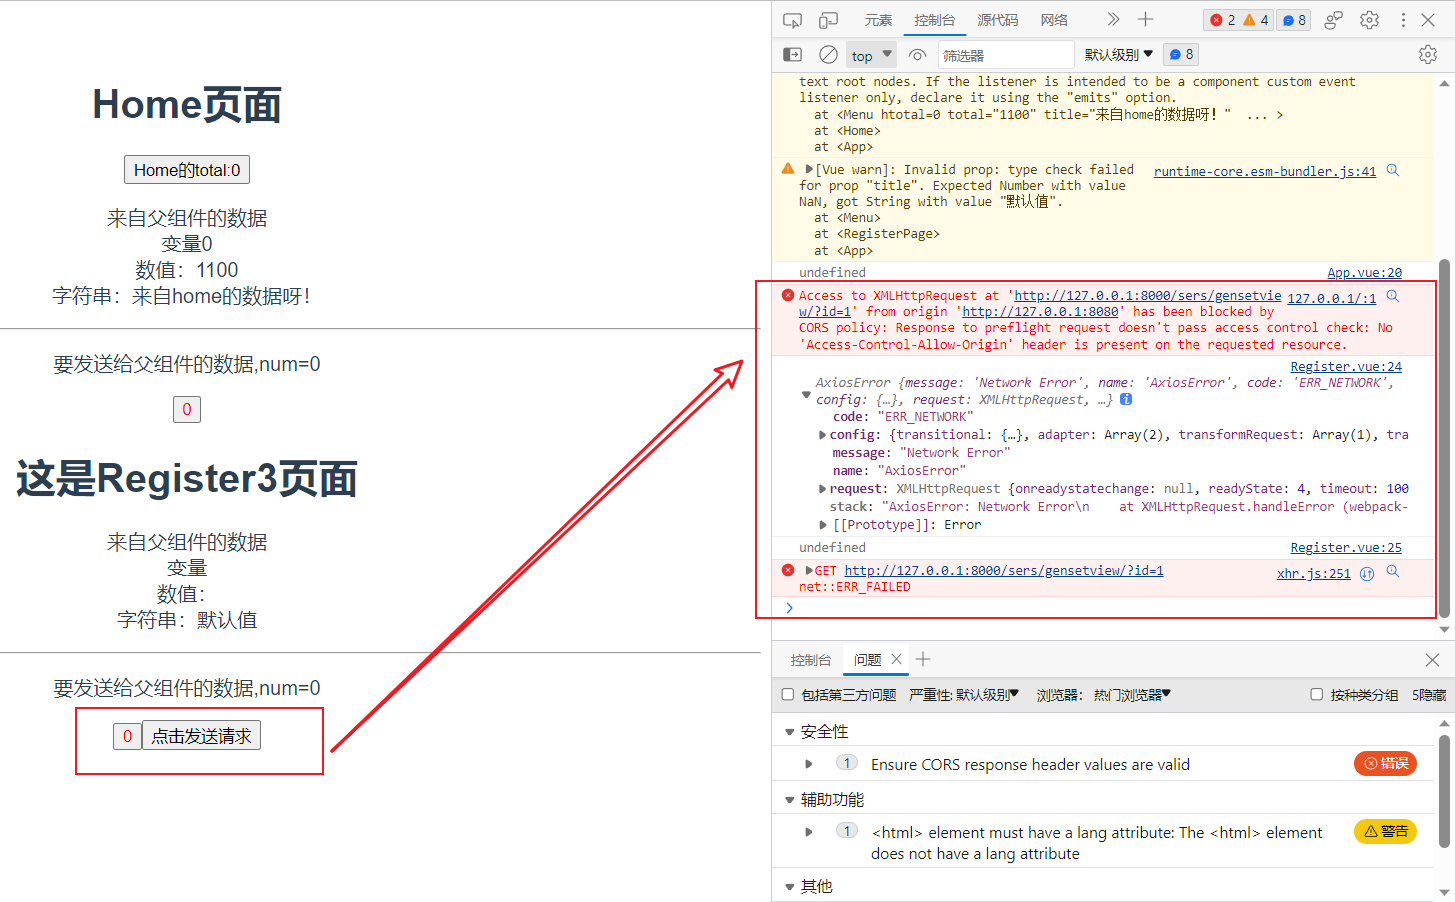 Home页面
Home的total:0
来自父组件的数据
变量0
数值：1100
字符串：来自home的数据呀！
要发送给父组件的数据,num=0
0
这是Register3页面
来自父组件的数据
变量
数值：
字符串：默认值
要发送给父组件的数据,num=0
0 点击发送请求
元素 控制台 源代码 网络 2 4 8
top 筛选器 默认级别 8
text root nodes. If the listener is intended to be a component custom event
listener only, declare it using the "emits" option.
at <Menu htotal=0 total="1100" title="来自home的数据呀！" ... >
at <Home>
at <App>
[Vue warn]: Invalid prop: type check failed runtime-core.esm-bundler.js:41
for prop "title". Expected Number with value
NaN, got String with value "默认值".
at <Menu>
at <RegisterPage>
at <App>
undefined App.vue:20
Access to XMLHttpRequest at 'http://127.0.0.1:8000/sers/gensetvie 127.0.0.1/:1
w/?id=1' from origin 'http://127.0.0.1:8080' has been blocked by
CORS policy: Response to preflight request doesn't pass access control check: No
'Access-Control-Allow-Origin' header is present on the requested resource.
Register.vue:24
AxiosError {message: 'Network Error', name: 'AxiosError', code: 'ERR_NETWORK',
config: {…}, request: XMLHttpRequest, …}
code: "ERR_NETWORK"
config: {transitional: {…}, adapter: Array(2), transformRequest: Array(1), tra
message: "Network Error"
name: "AxiosError"
request: XMLHttpRequest {onreadystatechange: null, readyState: 4, timeout: 100
stack: "AxiosError: Network Error\n    at XMLHttpRequest.handleError (webpack-
[[Prototype]]: Error
undefined Register.vue:25
GET http://127.0.0.1:8000/sers/gensetview/?id=1 xhr.js:251
net::ERR_FAILED
控制台 问题
包括第三方问题 严重性: 默认级别 浏览器： 热门浏览器 按种类分组 5隐藏
安全性
1 Ensure CORS response header values are valid 错误
辅助功能
1 <html> element must have a lang attribute: The <html> element 警告
does not have a lang attribute
其他